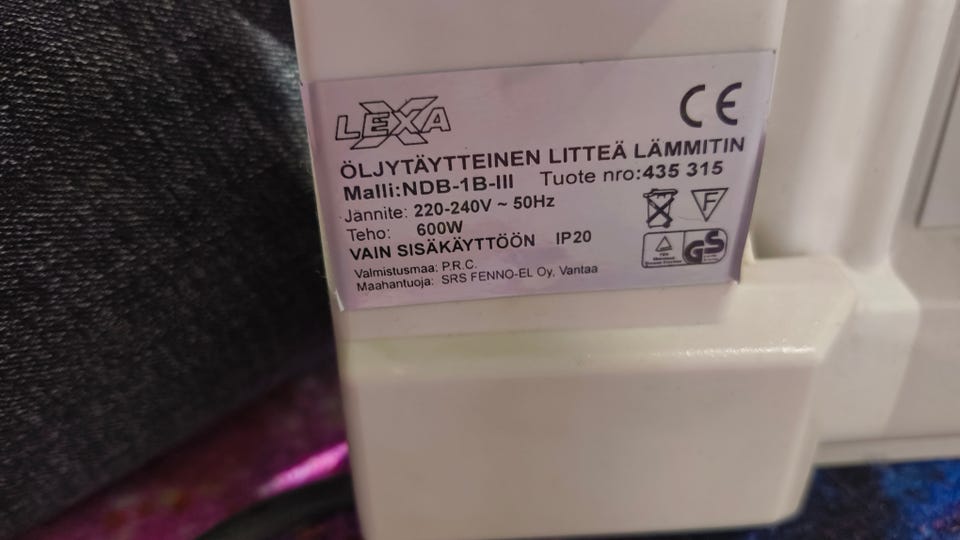 LEXA
CE
ÖLJYTÄYTTEINEN LITTEÄ LÄMMITIN
Malli:NDB-1B-III Tuote nro:435 315
Jännite: 220-240V ~ 50Hz
Teho: 600W
VAIN SISÄKÄYTTÖÖN IP20
Valmistusmaa: P.R.C.
Maahantuoja: SRS FENNO-EL Oy, Vantaa
F
GS